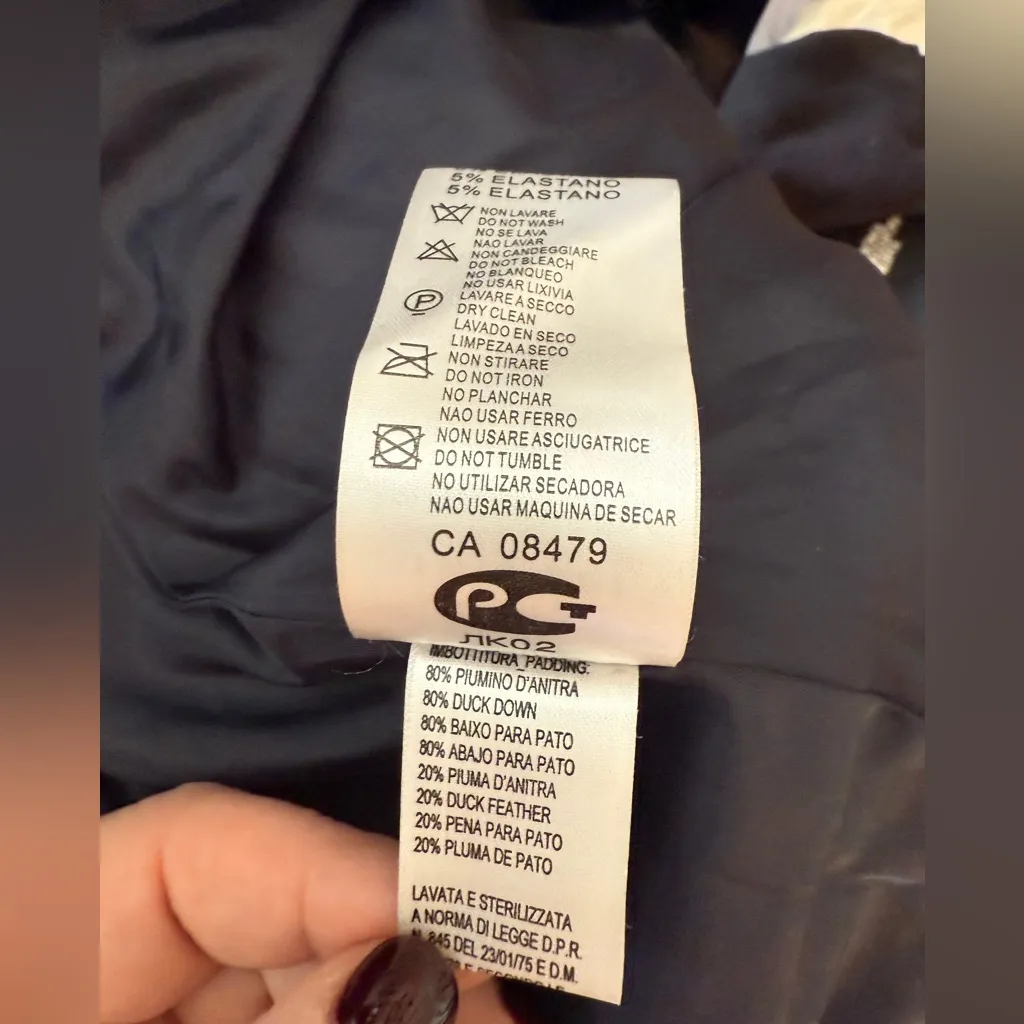 5% ELASTANO
5% ELASTANO
NON LAVARE
DO NOT WASH
NO SE LAVA
NAO LAVAR
NON CANDEGGIARE
DO NOT BLEACH
NO BLANQUEO
NO USAR LIXIVIA
P
LAVARE A SECCO
DRY CLEAN
LAVADO EN SECO
LIMPEZA A SECO
NON STIRARE
DO NOT IRON
NO PLANCHAR
NAO USAR FERRO
NON USARE ASCIUGATRICE
DO NOT TUMBLE
NO UTILIZAR SECADORA
NAO USAR MAQUINA DE SECAR
CA 08479
РСТ
ЛК02
IMBOTTITURA_PADDING:
80% PIUMINO D'ANITRA
80% DUCK DOWN
80% BAIXO PARA PATO
80% ABAJO PARA PATO
20% PIUMA D'ANITRA
20% DUCK FEATHER
20% PENA PARA PATO
20% PLUMA DE PATO
LAVATA E STERILIZZATA
A NORMA DI LEGGE D.P.R.
N. 845 DEL 23/01/75 E D.M.